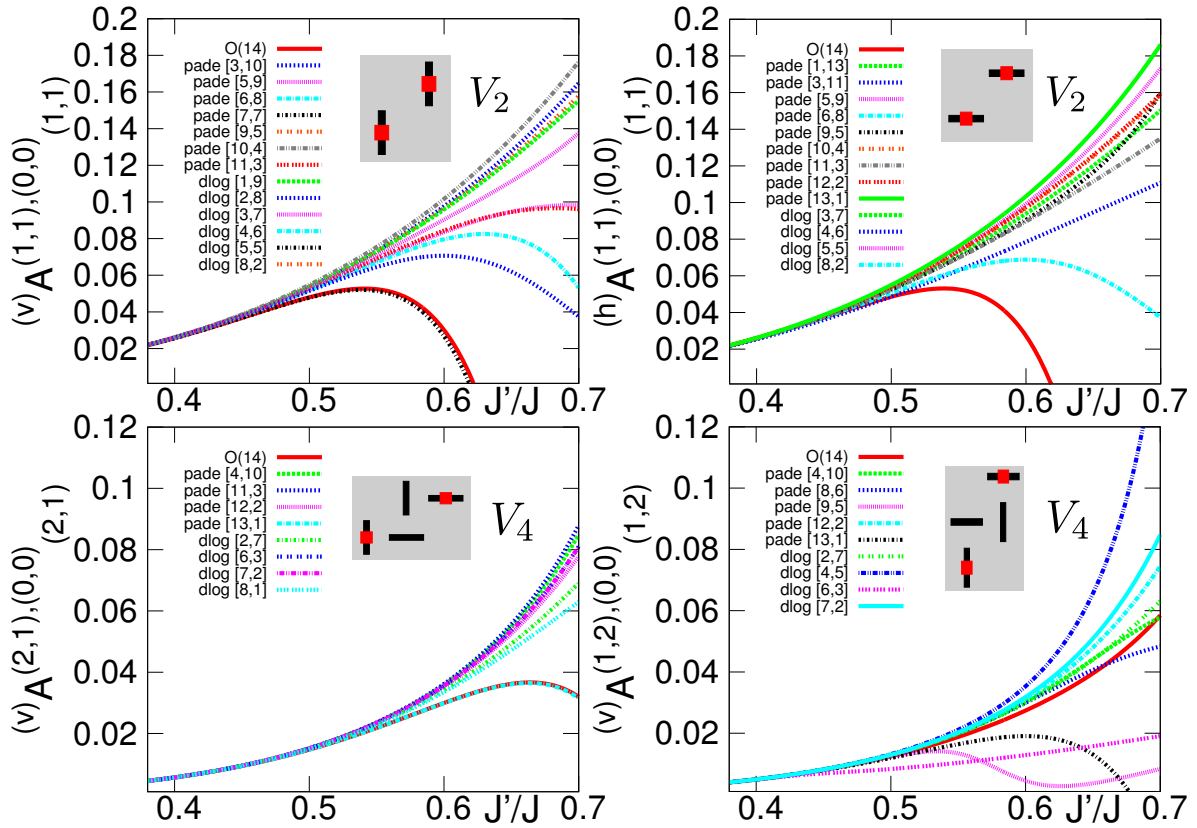 (v)A(1,1),(0,0) (1,1)
0.2
0.18
0.16
0.14
0.12
0.1
0.08
0.06
0.04
0.02
O(14)
pade [3,10]
pade [5,9]
pade [6,8]
pade [7,7]
pade [9,5]
pade [10,4]
pade [11,3]
dlog [1,9]
dlog [2,8]
dlog [3,7]
dlog [4,6]
dlog [5,5]
dlog [8,2]
V2
0.4 0.5 0.6 J'/J 0.7
(h)A(1,1),(0,0) (1,1)
0.2
0.18
0.16
0.14
0.12
0.1
0.08
0.06
0.04
0.02
O(14)
pade [1,13]
pade [3,11]
pade [5,9]
pade [6,8]
pade [9,5]
pade [10,4]
pade [11,3]
pade [12,2]
pade [13,1]
dlog [3,7]
dlog [4,6]
dlog [5,5]
dlog [8,2]
V2
0.4 0.5 0.6 J'/J 0.7
(v)A(2,1),(0,0) (2,1)
0.12
0.1
0.08
0.06
0.04
0.02
O(14)
pade [4,10]
pade [11,3]
pade [12,2]
pade [13,1]
dlog [2,7]
dlog [6,3]
dlog [7,2]
dlog [8,1]
V4
0.4 0.5 0.6 J'/J 0.7
(v)A(1,2),(0,0) (1,2)
0.12
0.1
0.08
0.06
0.04
0.02
O(14)
pade [4,10]
pade [8,6]
pade [9,5]
pade [12,2]
pade [13,1]
dlog [2,7]
dlog [4,5]
dlog [6,3]
dlog [7,2]
V4
0.4 0.5 0.6 J'/J 0.7